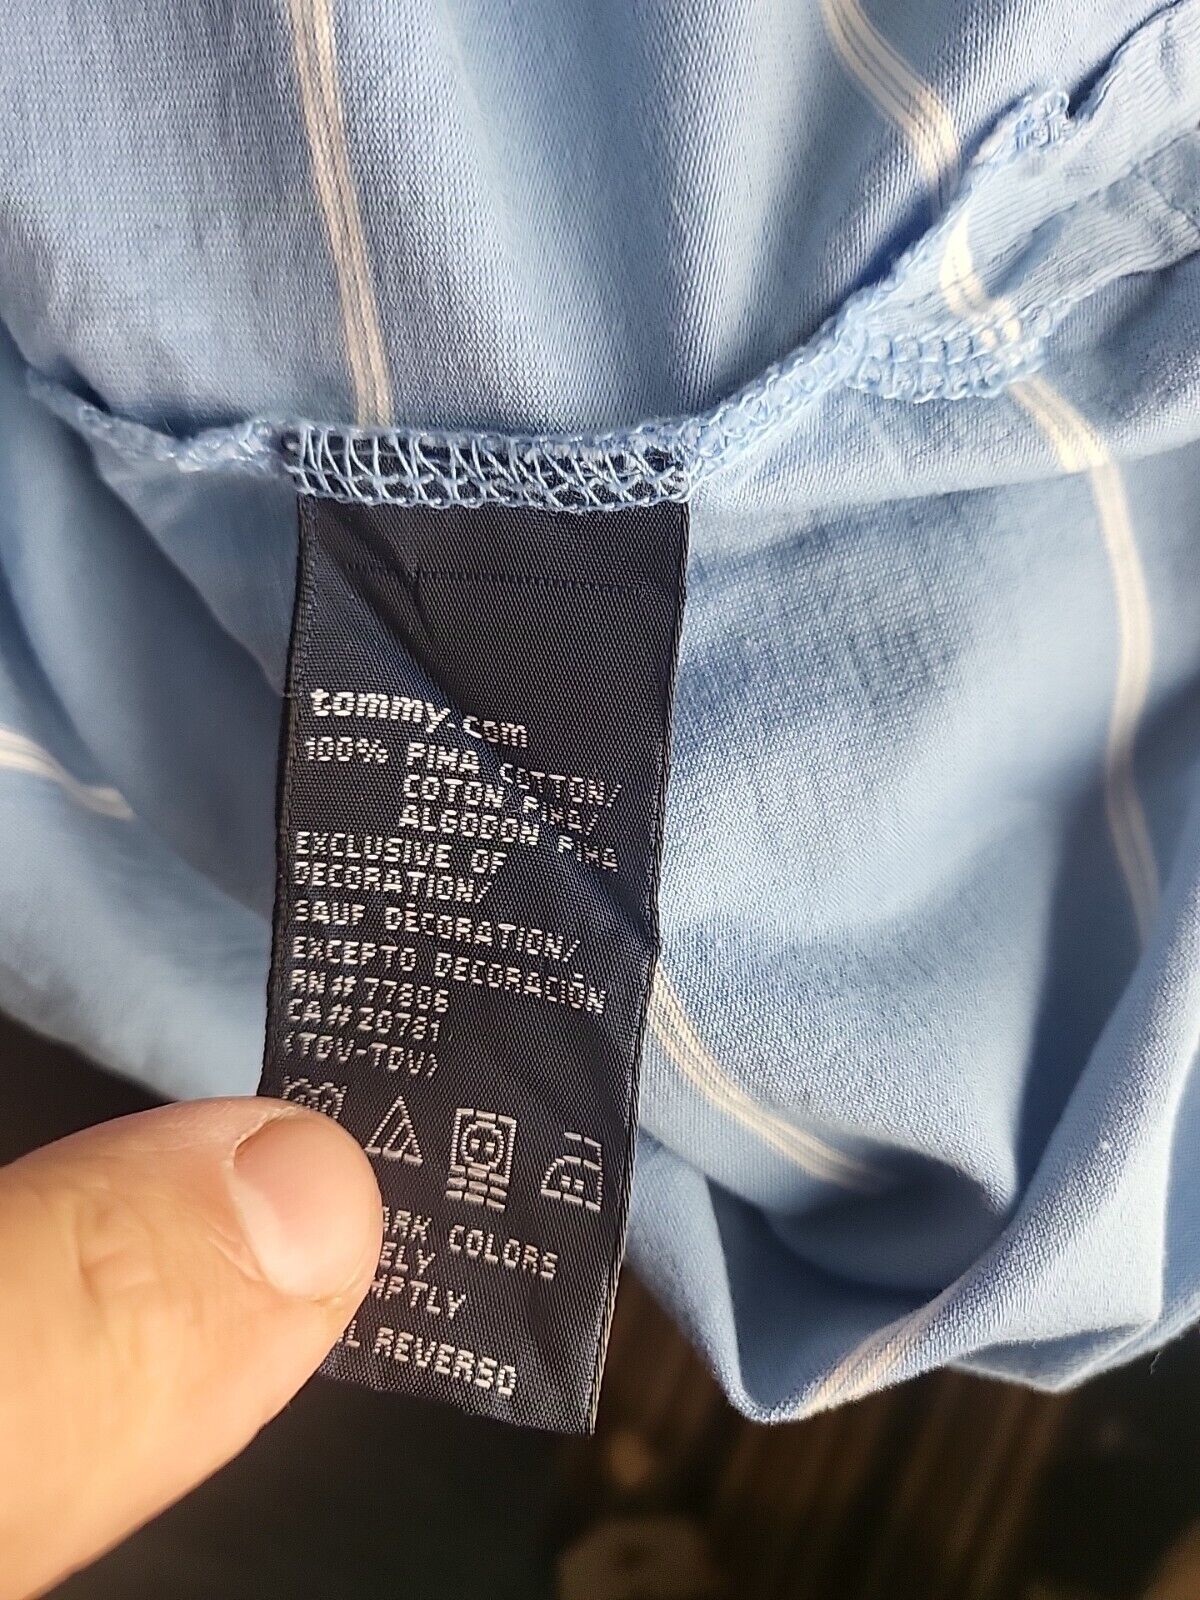 tommy.com
100% PIMA COTTON/
COTON PIMA/
ALGODON PIMA
EXCLUSIVE OF
DECORATION/
SAUF DECORATION/
EXCEPTO DECORACIÓN
RN#77806
CA#20781
(TOV-TOV)
ARK COLORS
ELY
MPTLY
L REVERSO